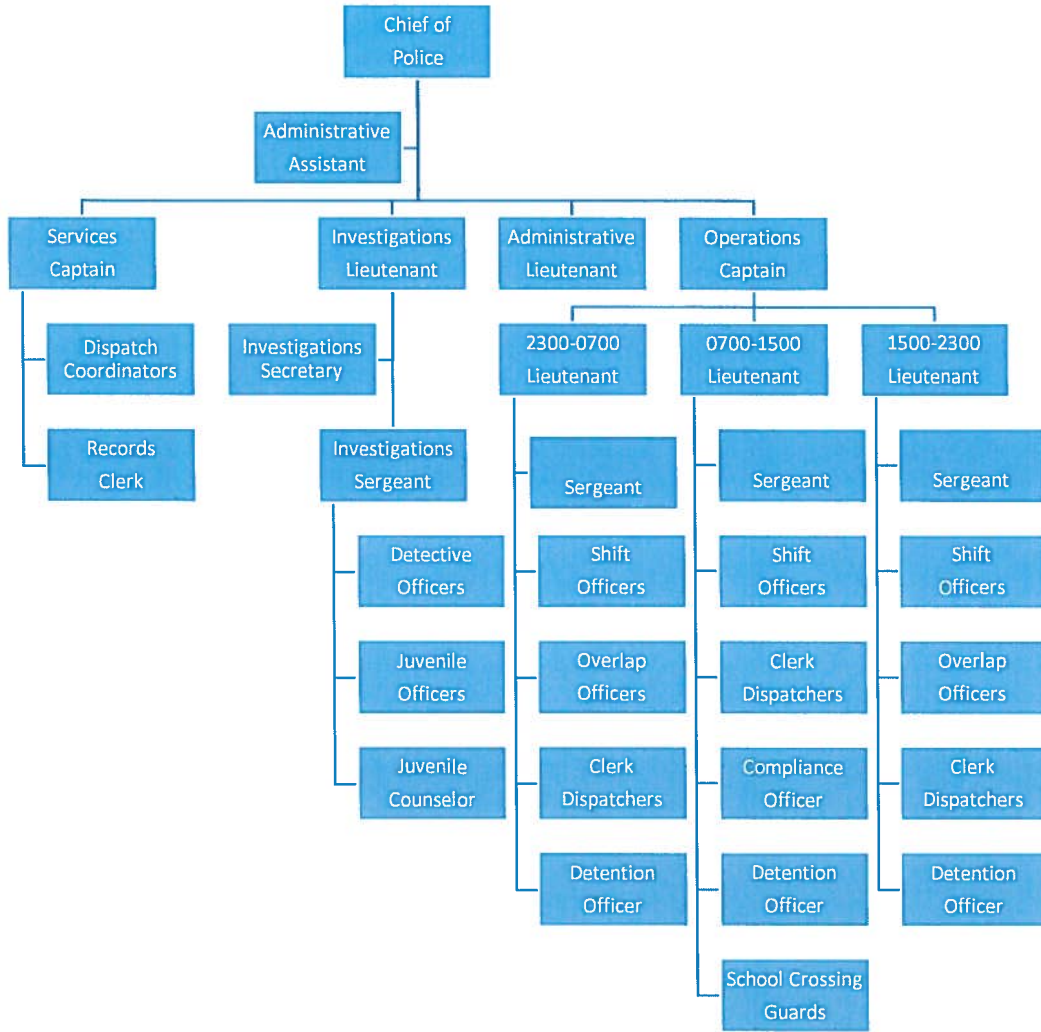 Chief of
Police
Administrative
Assistant
Services
Captain
Investigations
Lieutenant
Administrative
Lieutenant
Operations
Captain
Dispatch
Coordinators
Records
Clerk
Investigations
Secretary
Investigations
Sergeant
Detective
Officers
Juvenile
Officers
Juvenile
Counselor
2300-0700
Lieutenant
Sergeant
Shift
Officers
Overlap
Officers
Clerk
Dispatchers
Detention
Officer
0700-1500
Lieutenant
Sergeant
Shift
Officers
Clerk
Dispatchers
Compliance
Officer
Detention
Officer
School Crossing
Guards
1500-2300
Lieutenant
Sergeant
Shift
Officers
Overlap
Officers
Clerk
Dispatchers
Detention
Officer